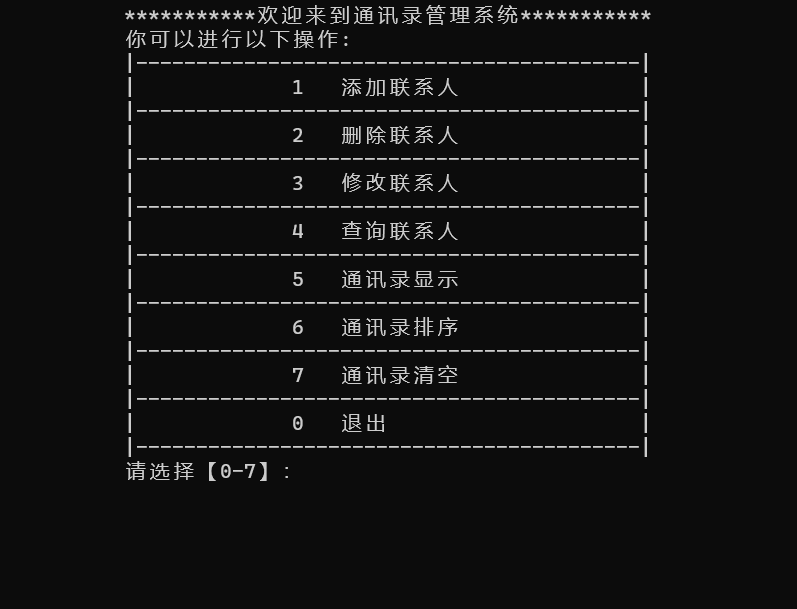 ***********欢迎来到通讯录管理系统***********
你可以进行以下操作:
|------------------------------------------|
|             1   添加联系人               |
|------------------------------------------|
|             2   删除联系人               |
|------------------------------------------|
|             3   修改联系人               |
|------------------------------------------|
|             4   查询联系人               |
|------------------------------------------|
|             5   通讯录显示               |
|------------------------------------------|
|             6   通讯录排序               |
|------------------------------------------|
|             7   通讯录清空               |
|------------------------------------------|
|             0   退出                     |
|------------------------------------------|
请选择【0-7】: